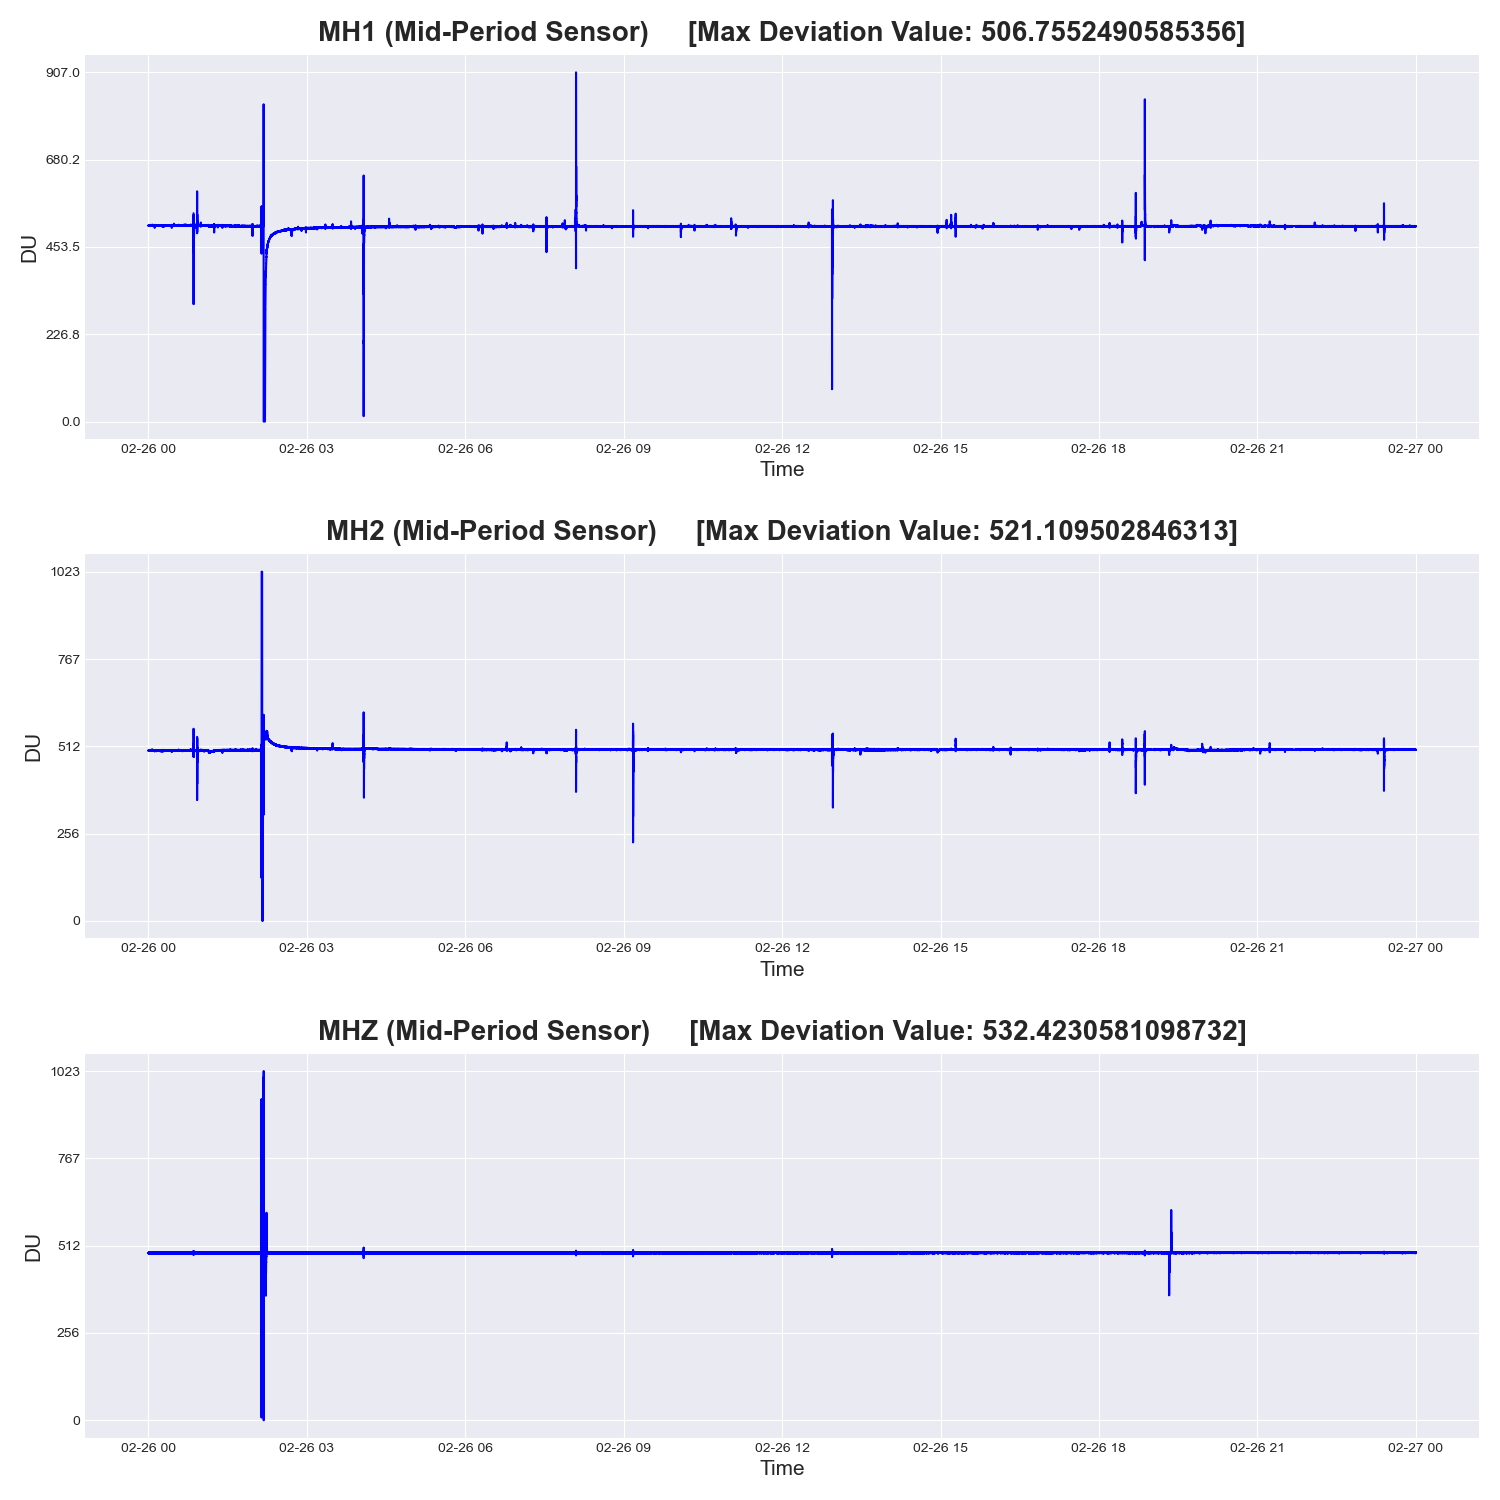 MH1 (Mid-Period Sensor) [Max Deviation Value: 506.7552490585356]
907.0
680.2
453.5
226.8
0.0
DU
02-26 00 02-26 03 02-26 06 02-26 09 02-26 12 02-26 15 02-26 18 02-26 21 02-27 00
Time
MH2 (Mid-Period Sensor) [Max Deviation Value: 521.109502846313]
1023
767
512
256
0
DU
02-26 00 02-26 03 02-26 06 02-26 09 02-26 12 02-26 15 02-26 18 02-26 21 02-27 00
Time
MHZ (Mid-Period Sensor) [Max Deviation Value: 532.4230581098732]
1023
767
512
256
0
DU
02-26 00 02-26 03 02-26 06 02-26 09 02-26 12 02-26 15 02-26 18 02-26 21 02-27 00
Time